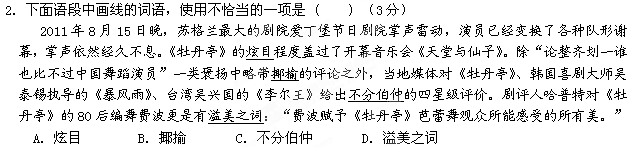 2. 下面语段中画线的词语，使用不恰当的一项是 (    ) (3分)
2011年8月15日晚，苏格兰最大的剧院爱丁堡节日剧院掌声雷动，演员已经变换了各种队形谢
幕，掌声依然经久不息。《牡丹亭》的炫目程度盖过了开幕音乐会《天堂与仙子》。除“论整齐划一谁
也比不过中国舞蹈演员”一类褒扬中略带揶揄的评论之外，当地媒体对《牡丹亭》、韩国喜剧大师吴
泰锡执导的《暴风雨》、台湾吴兴国的《李尔王》给出不分伯仲的四星级评价。剧评人哈普特对《牡
丹亭》的80后编舞费波更是有溢美之词：“费波赋予《牡丹亭》芭蕾舞观众所能感受的所有美。”
A. 炫目 B. 揶揄 C. 不分伯仲 D. 溢美之词